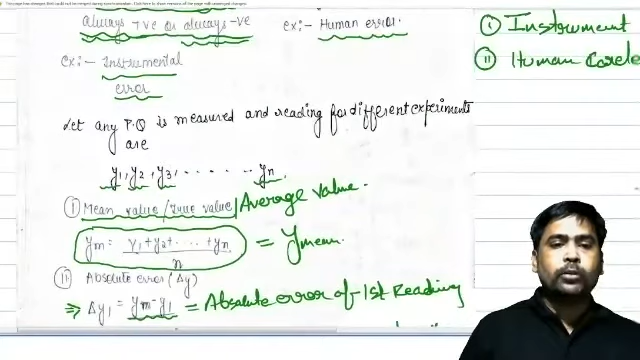 always +ve or always -ve
ex:- Human error.
(i) Instrument
(ii) Human
ex:- Instrumental
error
Let any P.Q is measured and reading for different experiments
are
y1, y2, y3, . . . . . . . yn.
(i) Mean value/True value/Average value.
ym = y1+y2+.....+yn / n = ymean.
(ii) Absolute error (Δy)
⇒ Δy1 = ym-y1 = Absolute error of 1st Reading